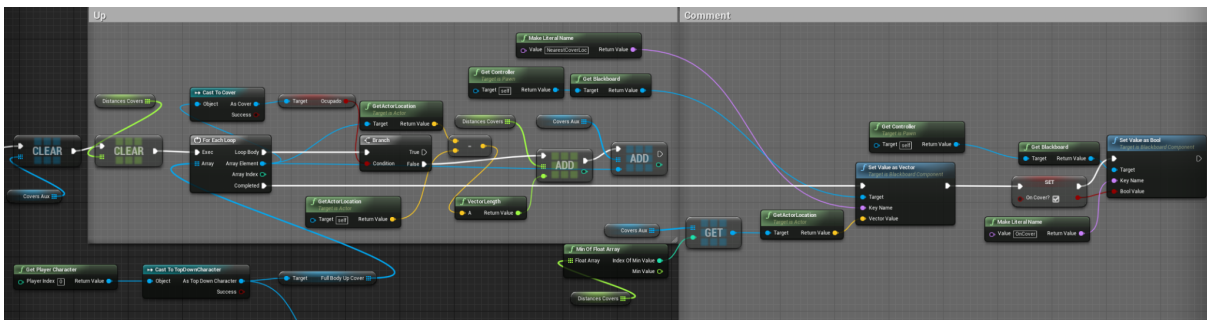 Up
Comment
Make Literal Name
Value NearestCoverLoc Return Value
Get Controller
Target is Pawn
Target self Return Value
Get Blackboard
Target Return Value
Distances Covers
Cast To Cover
Object As Cover
Success
Target Ocupado
GetActorLocation
Target is Actor
Target Return Value
Distances Covers
Covers Aux
CLEAR
CLEAR
For Each Loop
Exec Loop Body
Array Array Element
Array Index
Completed
Branch
True
Condition False
-
ADD
ADD
Covers Aux
GetActorLocation
Target is Actor
Target self Return Value
VectorLength
A Return Value
Get Controller
Target is Pawn
Target self Return Value
Get Blackboard
Target Return Value
Set Value as Bool
Target is Blackboard Component
Target
Key Name
Bool Value
Set Value as Vector
Target is Blackboard Component
Target
Key Name
Vector Value
SET
On Cover?
Make Literal Name
Value OnCover Return Value
Covers Aux
GET
GetActorLocation
Target is Actor
Target Return Value
Min Of Float Array
Float Array Index Of Min Value
Min Value
Distances Covers
Get Player Character
Player Index 0 Return Value
Cast To TopDownCharacter
Object As Top Down Character
Success
Target Full Body Up Cover